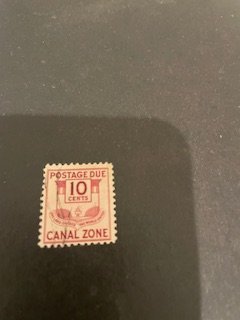 POSTAGE DUE
10
CENTS
CANAL ZONE